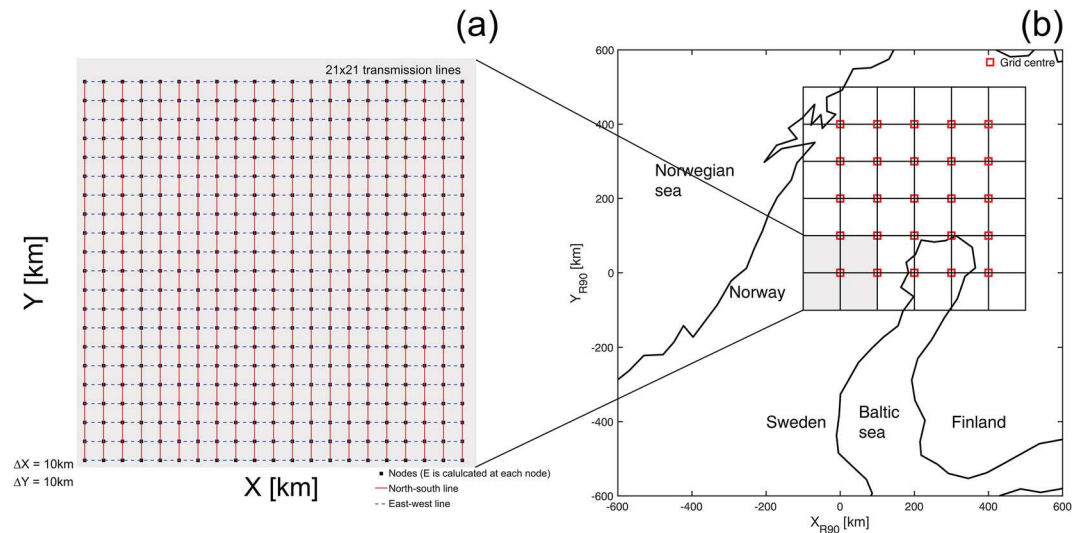 (a)
21x21 transmission lines
Y [km]
ΔX = 10km
ΔY = 10km
X [km]
Nodes (E is calulcated at each node)
North-south line
East-west line
(b)
600
400
200
0
-200
-400
-600
Y_R90 [km]
Grid centre
Norwegian
sea
Norway
Sweden
Baltic
sea
Finland
-600 -400 -200 0 200 400 600
X_R90 [km]